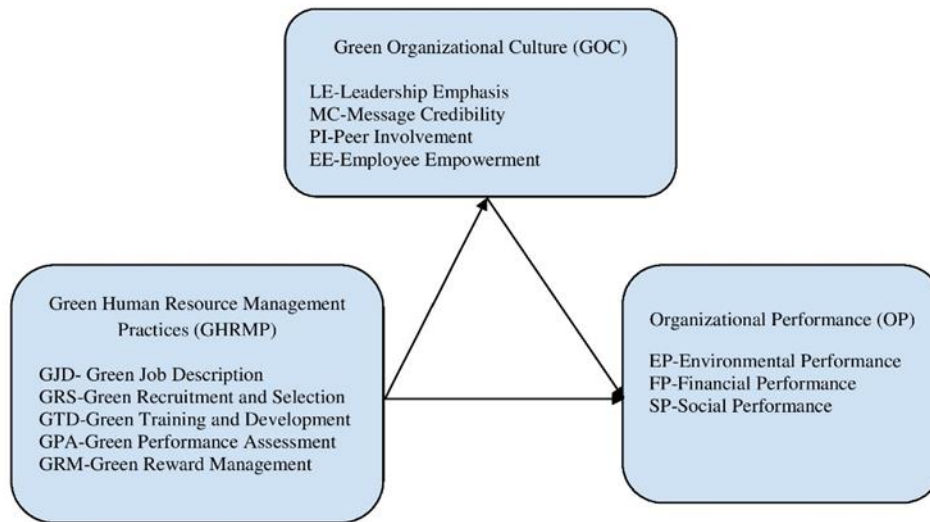 Green Organizational Culture (GOC)
LE-Leadership Emphasis
MC-Message Credibility
PI-Peer Involvement
EE-Employee Empowerment
Green Human Resource Management
Practices (GHRMP)
GJD- Green Job Description
GRS-Green Recruitment and Selection
GTD-Green Training and Development
GPA-Green Performance Assessment
GRM-Green Reward Management
Organizational Performance (OP)
EP-Environmental Performance
FP-Financial Performance
SP-Social Performance